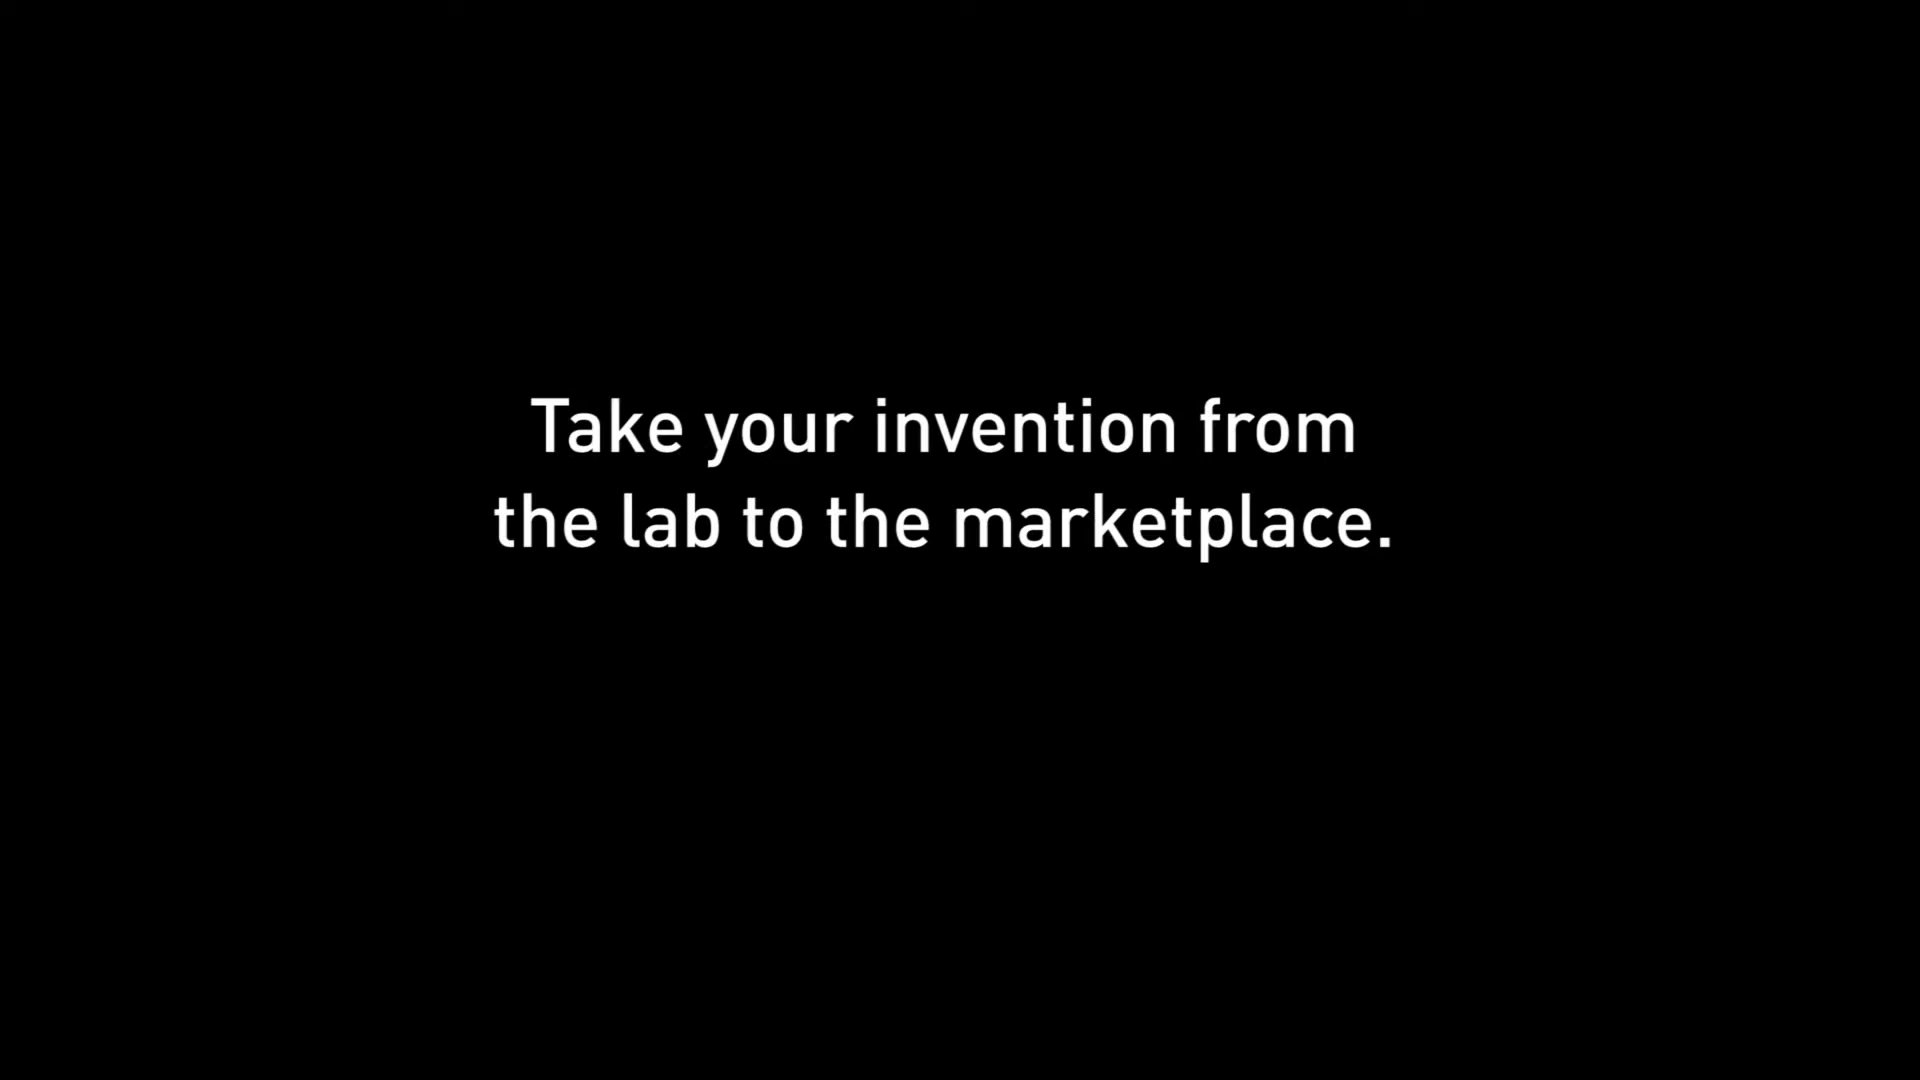 Take your invention from
the lab to the marketplace.